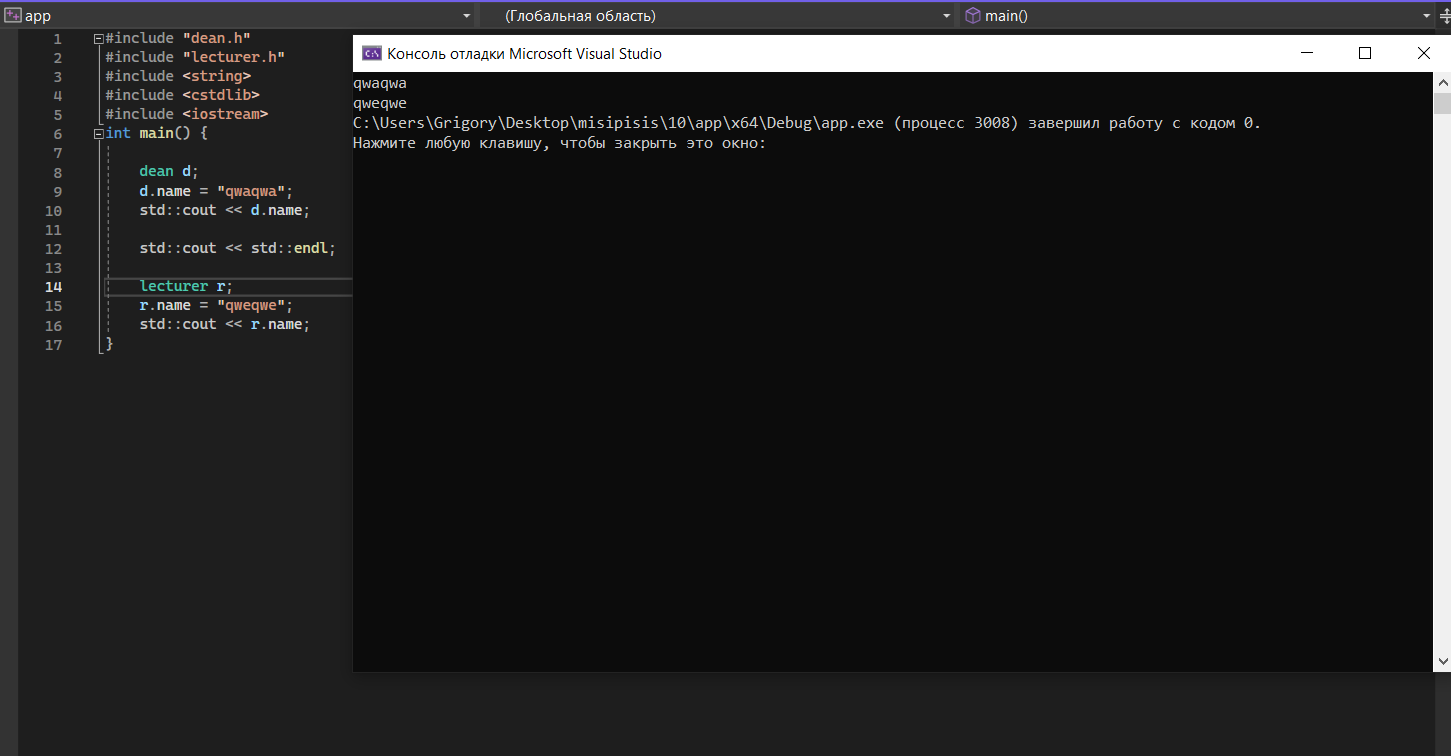 app (Глобальная область) main()
1 #include "dean.h"
2 #include "lecturer.h"
3 #include <string>
4 #include <cstdlib>
5 #include <iostream>
6 int main() {
7
8 dean d;
9 d.name = "qwaqwa";
10 std::cout << d.name;
11
12 std::cout << std::endl;
13
14 lecturer r;
15 r.name = "qweqwe";
16 std::cout << r.name;
17 }
Консоль отладки Microsoft Visual Studio
qwaqwa
qweqwe
C:\Users\Grigory\Desktop\misipisis\10\app\x64\Debug\app.exe (процесс 3008) завершил работу с кодом 0.
Нажмите любую клавишу, чтобы закрыть это окно: